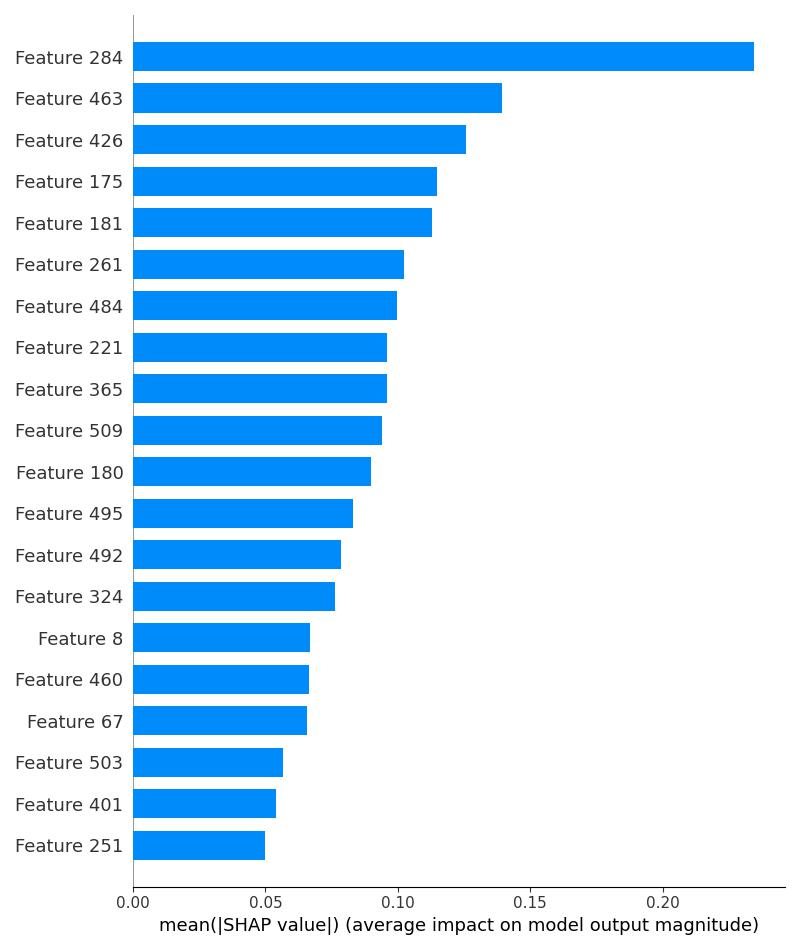 Feature 284
Feature 463
Feature 426
Feature 175
Feature 181
Feature 261
Feature 484
Feature 221
Feature 365
Feature 509
Feature 180
Feature 495
Feature 492
Feature 324
Feature 8
Feature 460
Feature 67
Feature 503
Feature 401
Feature 251
0.00 0.05 0.10 0.15 0.20
mean(|SHAP value|) (average impact on model output magnitude)